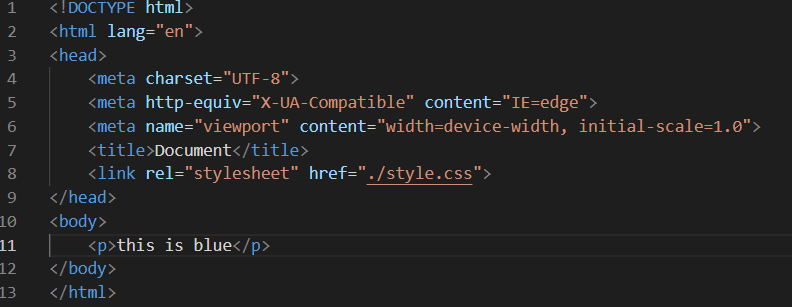 1 <!DOCTYPE html>
2 <html lang="en">
3 <head>
4     <meta charset="UTF-8">
5     <meta http-equiv="X-UA-Compatible" content="IE=edge">
6     <meta name="viewport" content="width=device-width, initial-scale=1.0">
7     <title>Document</title>
8     <link rel="stylesheet" href="./style.css">
9 </head>
10 <body>
11     <p>this is blue</p>
12 </body>
13 </html>